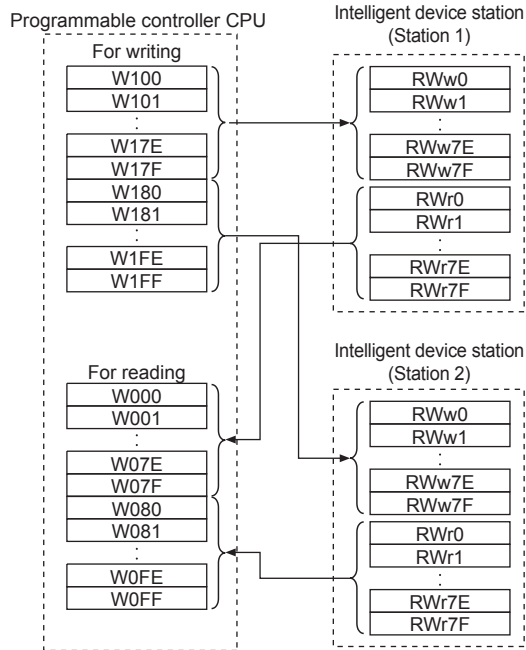 Programmable controller CPU
For writing
W100
W101
:
W17E
W17F
W180
W181
:
W1FE
W1FF
For reading
W000
W001
:
W07E
W07F
W080
W081
:
W0FE
W0FF
Intelligent device station
(Station 1)
RWw0
RWw1
:
RWw7E
RWw7F
RWr0
RWr1
:
RWr7E
RWr7F
Intelligent device station
(Station 2)
RWw0
RWw1
:
RWw7E
RWw7F
RWr0
RWr1
:
RWr7E
RWr7F